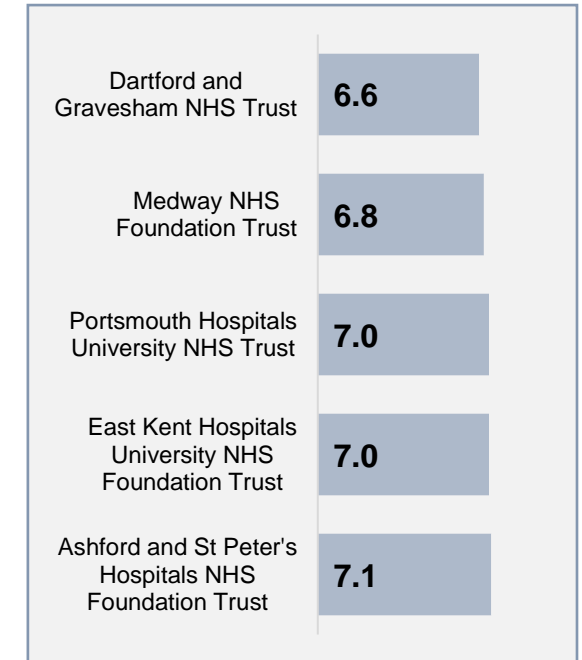 Dartford and
Gravesham NHS Trust
6.6
Medway NHS
Foundation Trust
6.8
Portsmouth Hospitals
University NHS Trust
7.0
East Kent Hospitals
University NHS
Foundation Trust
7.0
Ashford and St Peter's
Hospitals NHS
Foundation Trust
7.1